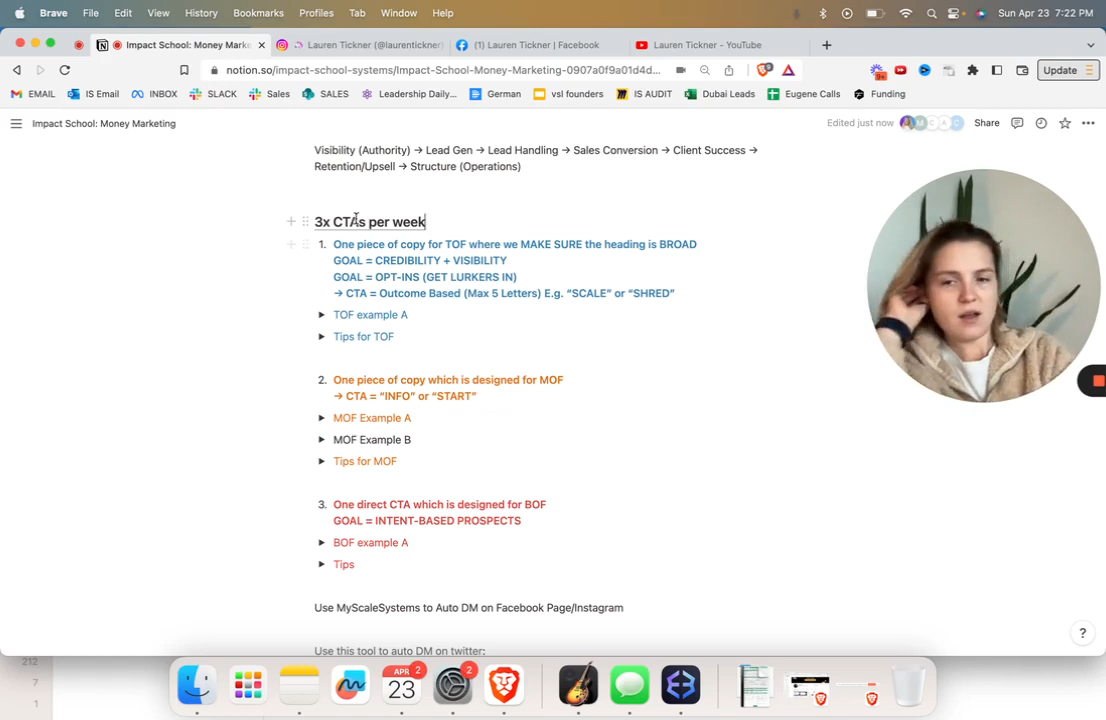 Brave File Edit View History Bookmarks Profiles Tab Window Help Sun Apr 23 7:22 PM
Impact School: Money Marke Lauren Tickner (@laurentickner) (1) Lauren Tickner | Facebook Lauren Tickner - YouTube
notion.so/impact-school-systems/Impact-School-Money-Marketing-0907a0f9a01d4d... 9+ Update
EMAIL IS Email INBOX SLACK Sales SALES Leadership Daily... German vsl founders IS AUDIT Dubai Leads Eugene Calls Funding
Impact School: Money Marketing Edited just now M C A C Share
Visibility (Authority) → Lead Gen → Lead Handling → Sales Conversion → Client Success →
Retention/Upsell → Structure (Operations)
3x CTAs per week
1. One piece of copy for TOF where we MAKE SURE the heading is BROAD
GOAL = CREDIBILITY + VISIBILITY
GOAL = OPT-INS (GET LURKERS IN)
→ CTA = Outcome Based (Max 5 Letters) E.g. “SCALE” or “SHRED”
TOF example A
Tips for TOF
2. One piece of copy which is designed for MOF
→ CTA = “INFO” or “START”
MOF Example A
MOF Example B
Tips for MOF
3. One direct CTA which is designed for BOF
GOAL = INTENT-BASED PROSPECTS
BOF example A
Tips
Use MyScaleSystems to Auto DM on Facebook Page/Instagram
?
Use this tool to auto DM on twitter:
212
7
1
APR 23 2 2